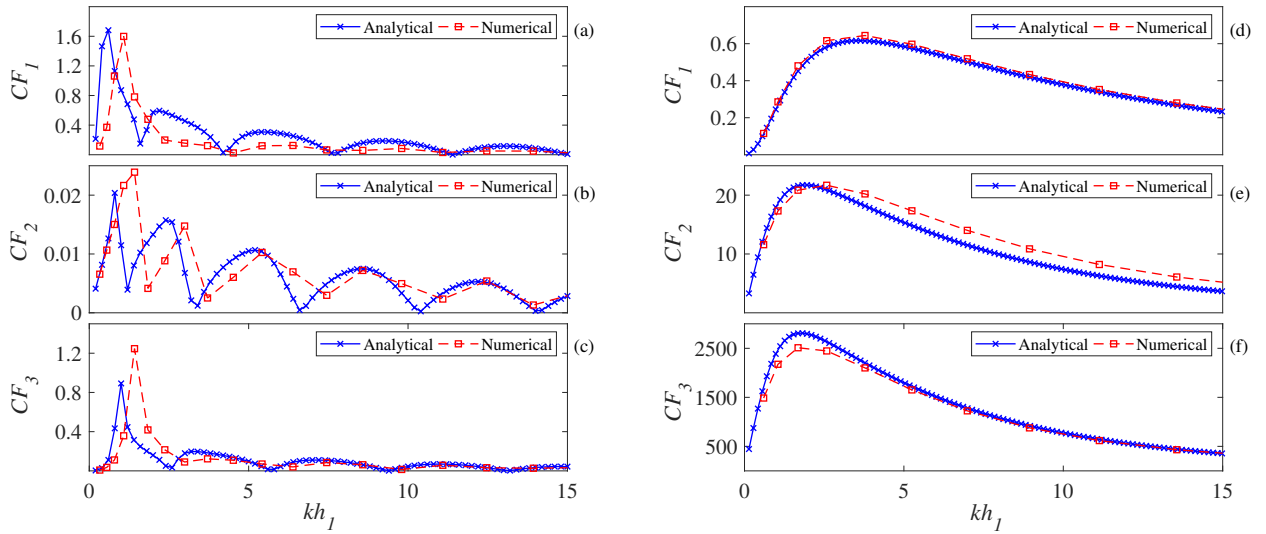 Analytical Numerical (a)
CF1
1.6
1.2
0.8
0.4
Analytical Numerical (b)
CF2
0.02
0.01
0
Analytical Numerical (c)
CF3
1.2
0.8
0.4
0 5 10 15
kh1
Analytical Numerical (d)
CF1
0.6
0.4
0.2
Analytical Numerical (e)
CF2
20
10
Analytical Numerical (f)
CF3
2500
1500
500
0 5 10 15
kh1